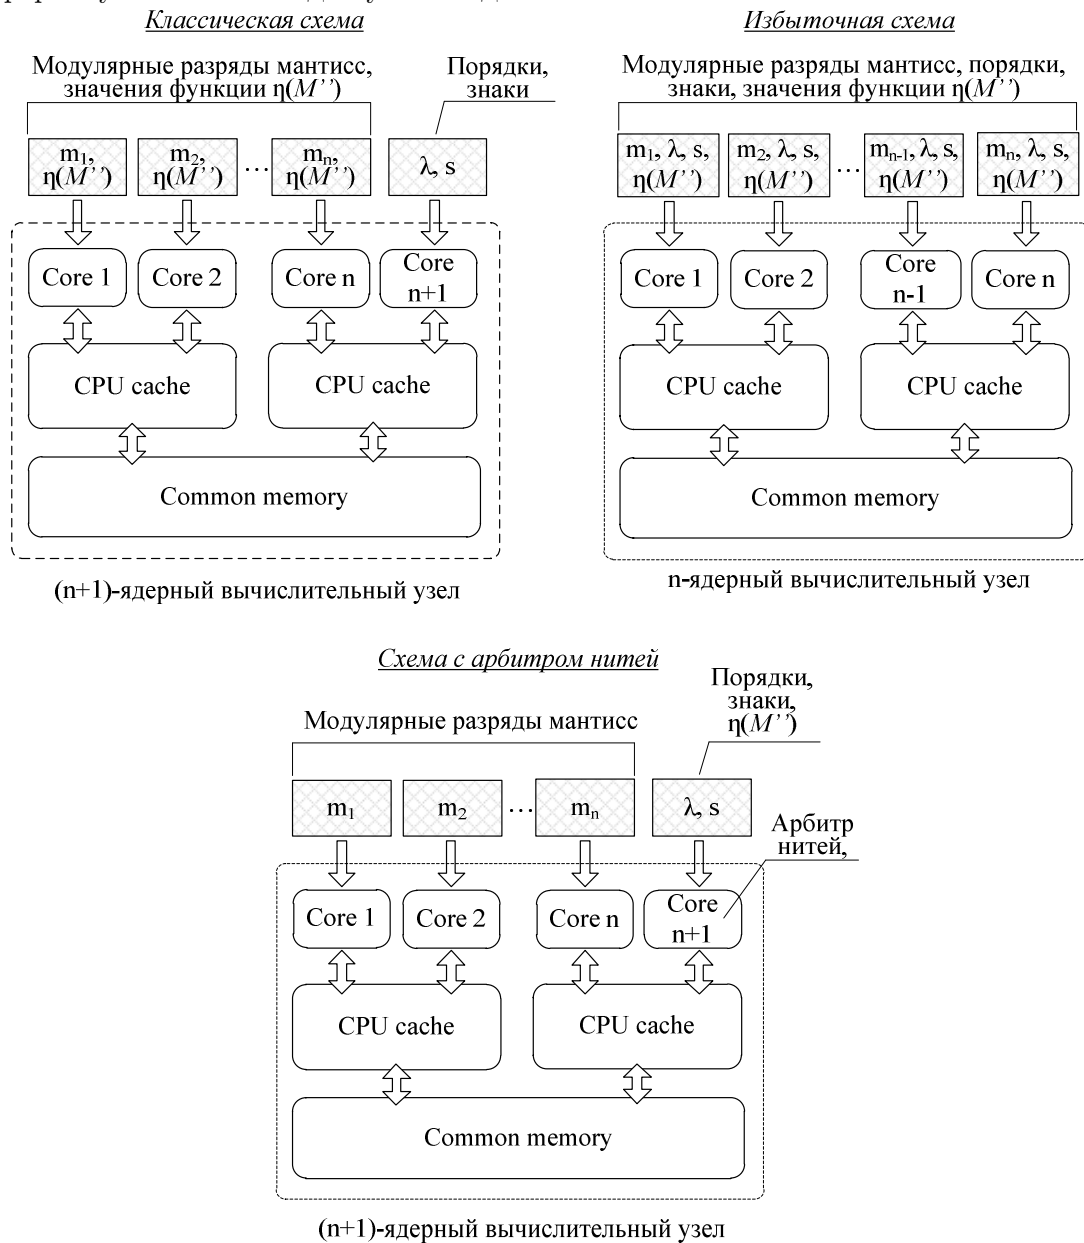 Классическая схема
Модулярные разряды мантисс,
значения функции η(M’’)
Порядки,
знаки
m1,
η(M’’)
m2,
η(M’’)
…
mn,
η(M’’)
λ, s
Core 1
Core 2
Core n
Core
n+1
CPU cache
CPU cache
Common memory
(n+1)-ядерный вычислительный узел
Избыточная схема
Модулярные разряды мантисс, порядки,
знаки, значения функции η(M’’)
m1, λ, s,
η(M’’)
m2, λ, s,
η(M’’)
…
mn-1, λ, s,
η(M’’)
mn, λ, s,
η(M’’)
Core 1
Core 2
Core
n-1
Core n
CPU cache
CPU cache
Common memory
n-ядерный вычислительный узел
Схема с арбитром нитей
Модулярные разряды мантисс
Порядки,
знаки,
η(M’’)
m1
m2
…
mn
λ, s
Арбитр
нитей,
Core 1
Core 2
Core n
Core
n+1
CPU cache
CPU cache
Common memory
(n+1)-ядерный вычислительный узел